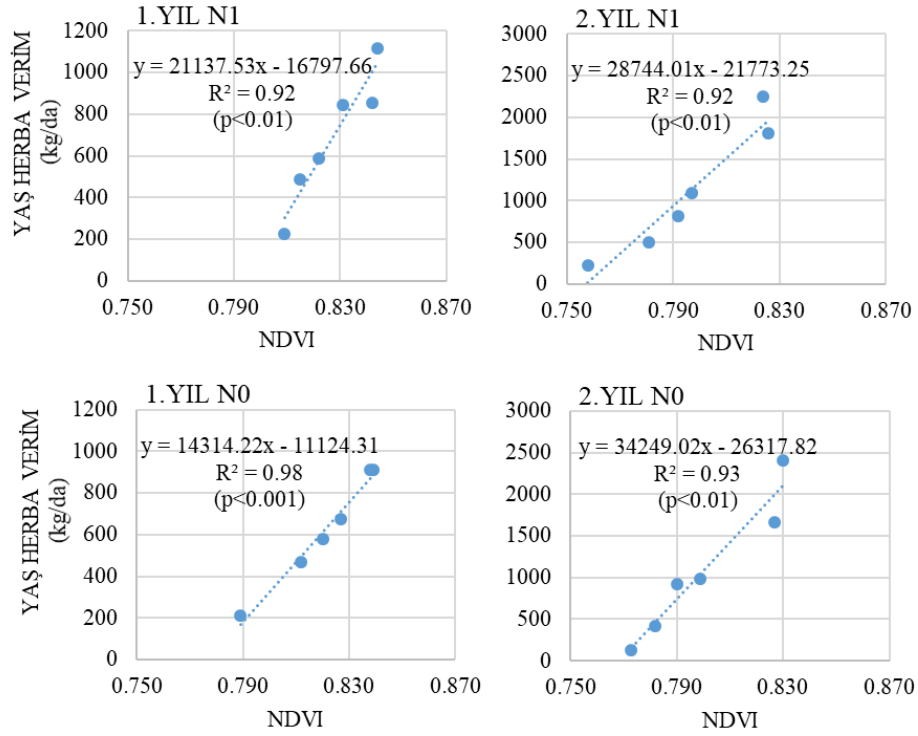 1.YIL N1
YAŞ HERBA VERİM
(kg/da)
1200
1000
800
600
400
200
0
y = 21137.53x - 16797.66
R² = 0.92
(p<0.01)
0.750 0.790 0.830 0.870
NDVI
2.YIL N1
3000
2500
2000
1500
1000
500
0
y = 28744.01x - 21773.25
R² = 0.92
(p<0.01)
0.750 0.790 0.830 0.870
NDVI
1.YIL N0
YAŞ HERBA VERİM
(kg/da)
1200
1000
800
600
400
200
0
y = 14314.22x - 11124.31
R² = 0.98
(p<0.001)
0.750 0.790 0.830 0.870
NDVI
2.YIL N0
3000
2500
2000
1500
1000
500
0
y = 34249.02x - 26317.82
R² = 0.93
(p<0.01)
0.750 0.790 0.830 0.870
NDVI